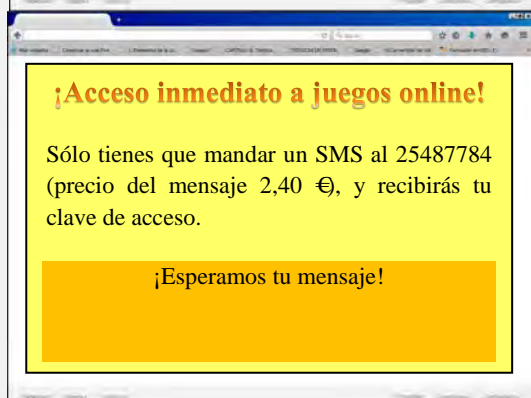 ¡Acceso inmediato a juegos online!
Sólo tienes que mandar un SMS al 25487784
(precio del mensaje 2,40 €), y recibirás tu
clave de acceso.
¡Esperamos tu mensaje!